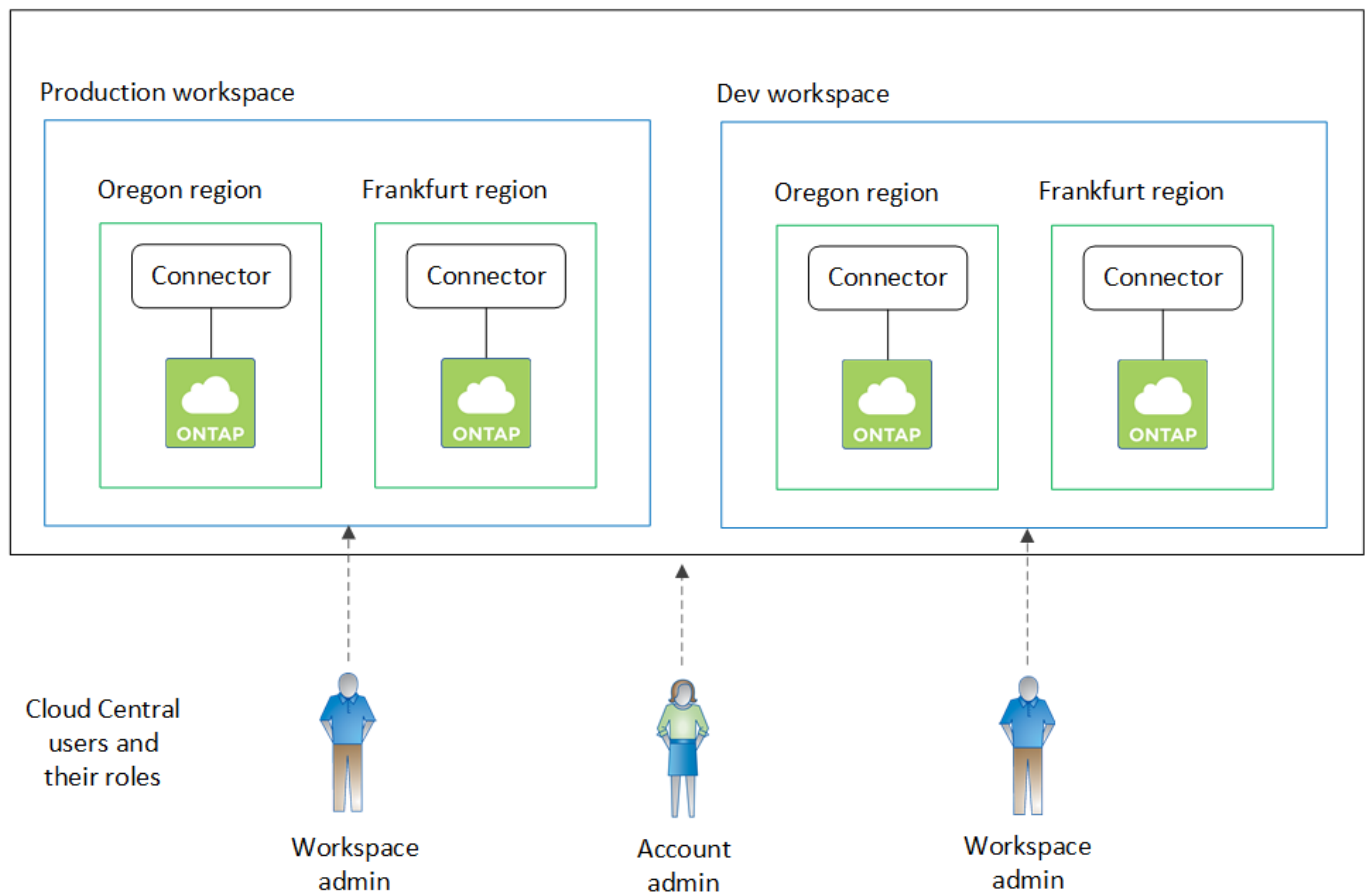 Production workspace
Dev workspace
Oregon region
Frankfurt region
Oregon region
Frankfurt region
Connector
Connector
Connector
Connector
ONTAP
ONTAP
ONTAP
ONTAP
Cloud Central
users and
their roles
Workspace
admin
Account
admin
Workspace
admin